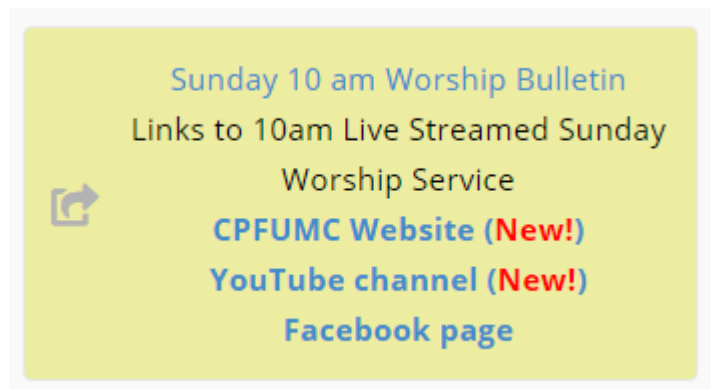 Sunday 10 am Worship Bulletin
Links to 10am Live Streamed Sunday
Worship Service
CPFUMC Website (New!)
YouTube channel (New!)
Facebook page